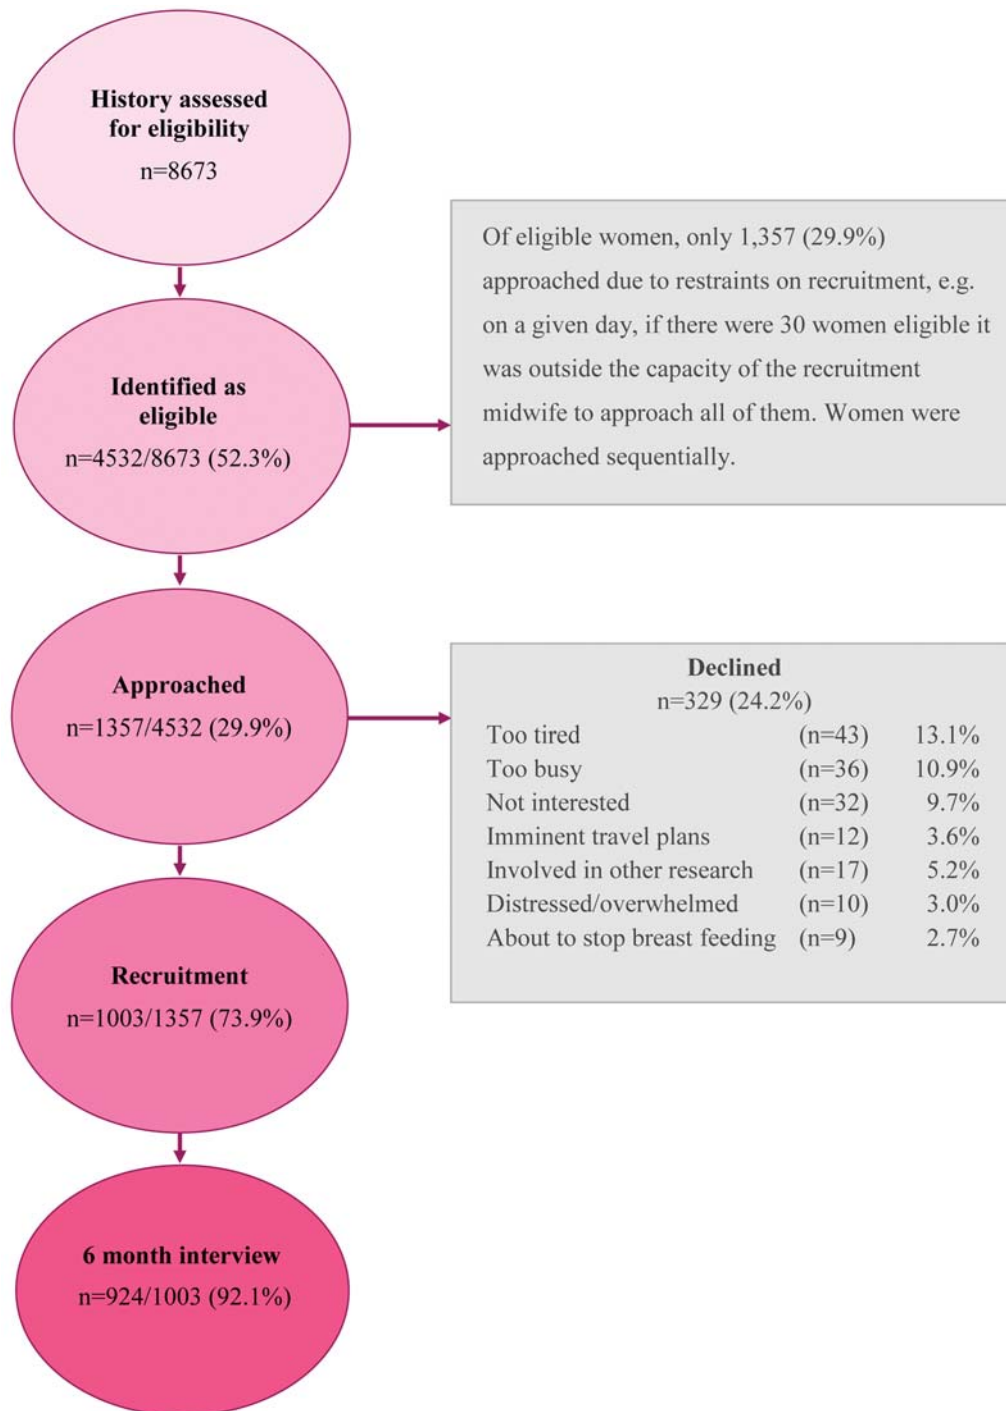 History assessed
for eligibility
n=8673
Of eligible women, only 1,357 (29.9%)
approached due to restraints on recruitment, e.g.
on a given day, if there were 30 women eligible it
was outside the capacity of the recruitment
midwife to approach all of them. Women were
approached sequentially.
Identified as
eligible
n=4532/8673 (52.3%)
Approached
n=1357/4532 (29.9%)
Declined
n=329 (24.2%)
Too tired (n=43) 13.1%
Too busy (n=36) 10.9%
Not interested (n=32) 9.7%
Imminent travel plans (n=12) 3.6%
Involved in other research (n=17) 5.2%
Distressed/overwhelmed (n=10) 3.0%
About to stop breast feeding (n=9) 2.7%
Recruitment
n=1003/1357 (73.9%)
6 month interview
n=924/1003 (92.1%)